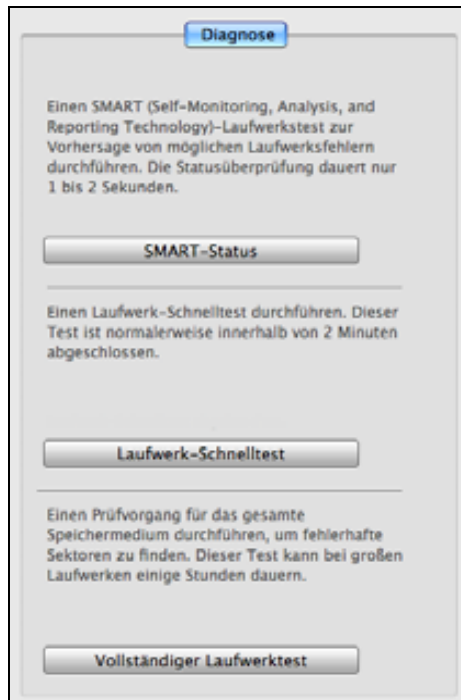 Diagnose
Einen SMART (Self-Monitoring, Analysis, and
Reporting Technology)-Laufwerkstest zur
Vorhersage von möglichen Laufwerksfehlern
durchführen. Die Statusüberprüfung dauert nur
1 bis 2 Sekunden.
SMART-Status
Einen Laufwerk-Schnelltest durchführen. Dieser
Test ist normalerweise innerhalb von 2 Minuten
abgeschlossen.
Laufwerk-Schnelltest
Einen Prüfvorgang für das gesamte
Speichermedium durchführen, um fehlerhafte
Sektoren zu finden. Dieser Test kann bei großen
Laufwerken einige Stunden dauern.
Vollständiger Laufwerktest